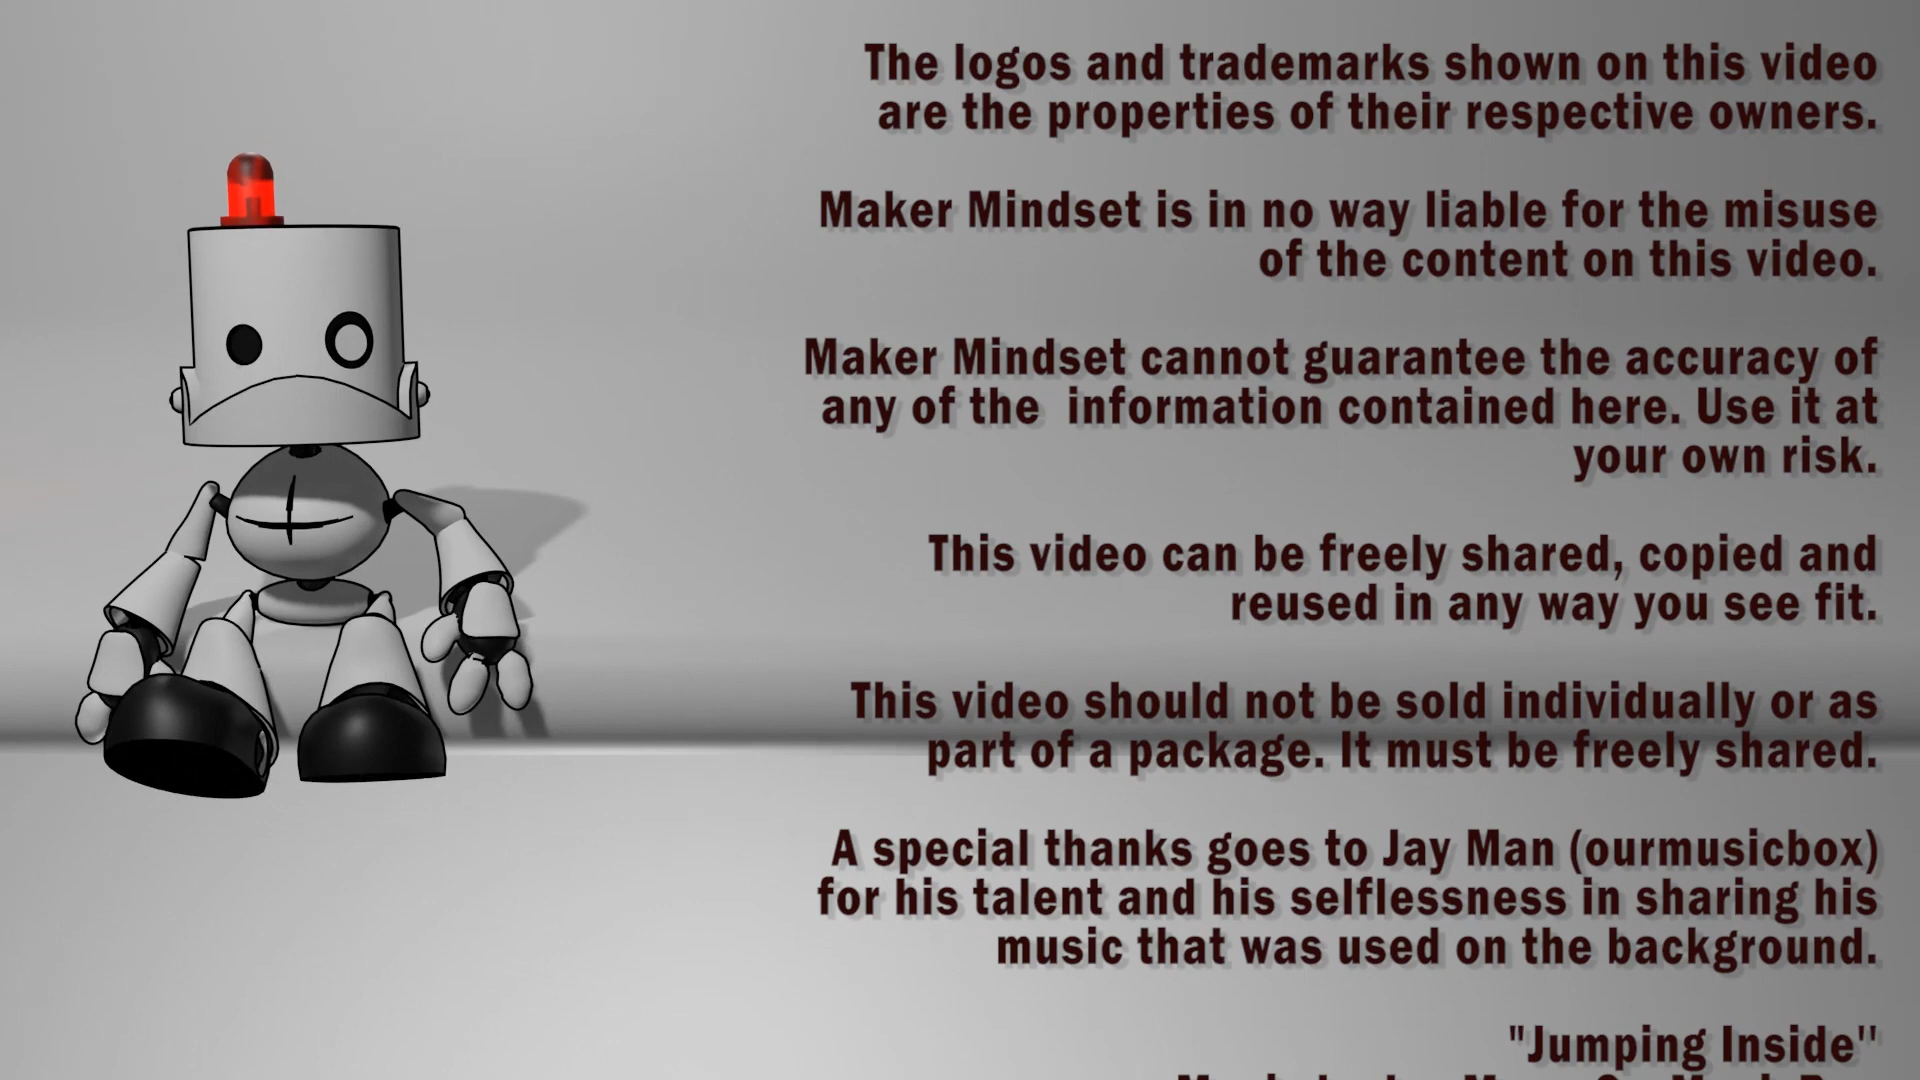 The logos and trademarks shown on this video
are the properties of their respective owners.
Maker Mindset is in no way liable for the misuse
of the content on this video.
Maker Mindset cannot guarantee the accuracy of
any of the  information contained here. Use it at
your own risk.
This video can be freely shared, copied and
reused in any way you see fit.
This video should not be sold individually or as
part of a package. It must be freely shared.
A special thanks goes to Jay Man (ourmusicbox)
for his talent and his selflessness in sharing his
music that was used on the background.
"Jumping Inside''